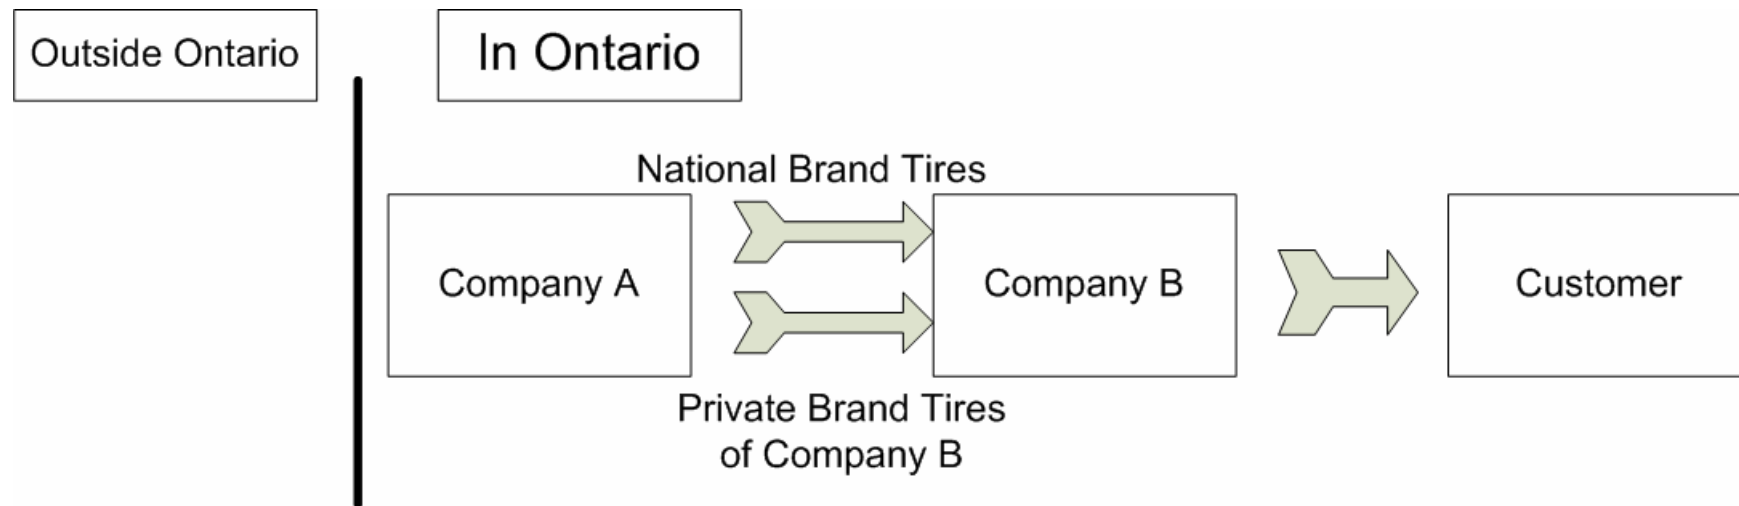 Outside Ontario
In Ontario
National Brand Tires
Company A
Company B
Customer
Private Brand Tires
of Company B